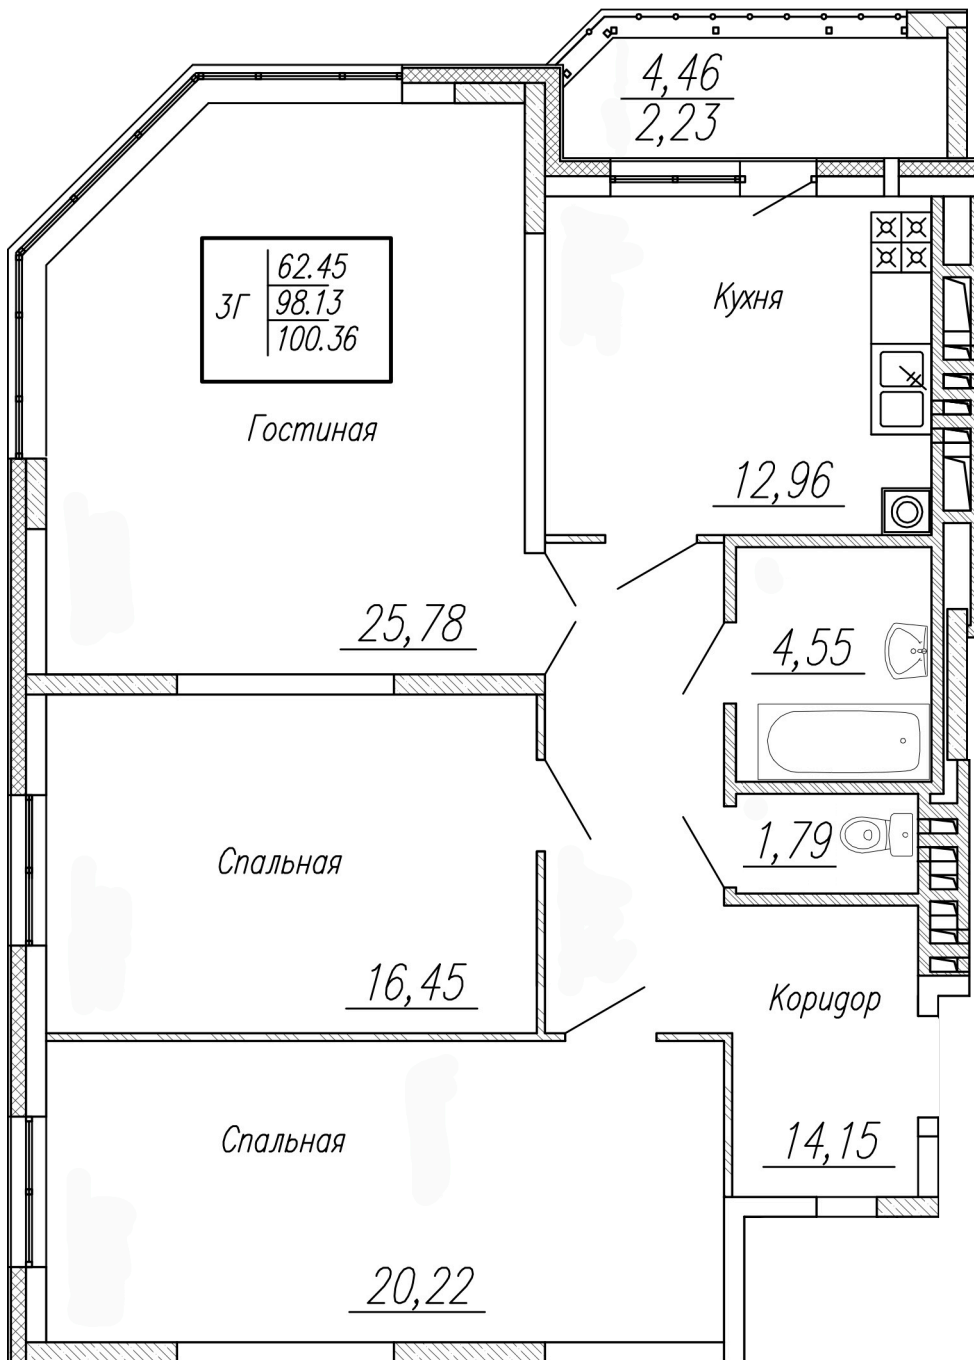 4,46
2,23
3Г
62.45
98.13
100.36
Кухня
Гостиная
12,96
25,78
4,55
Спальная
1,79
16,45
Коридор
Спальная
14,15
20,22